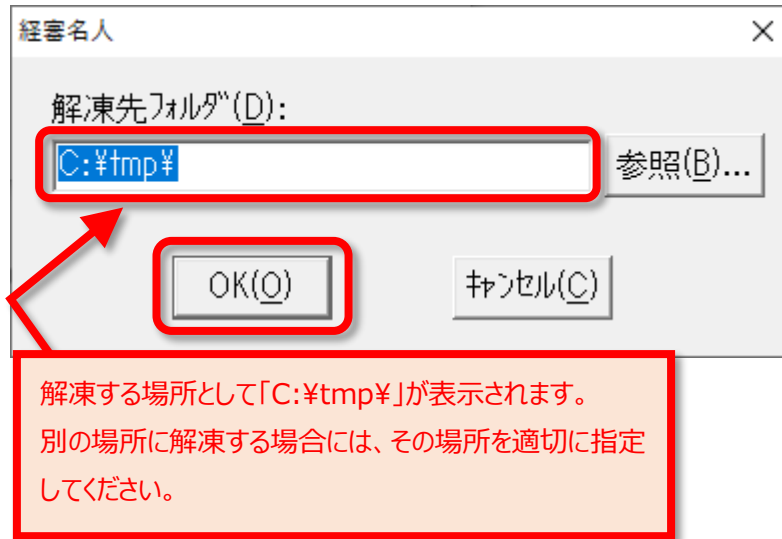 経審名人
解凍先ﾌｫﾙﾀﾞ(D):
C:¥tmp¥
参照(B)...
OK(O)
ｷｬﾝｾﾙ(C)
解凍する場所として｢C:¥tmp¥｣が表示されます。
別の場所に解凍する場合には、その場所を適切に指定
してください。